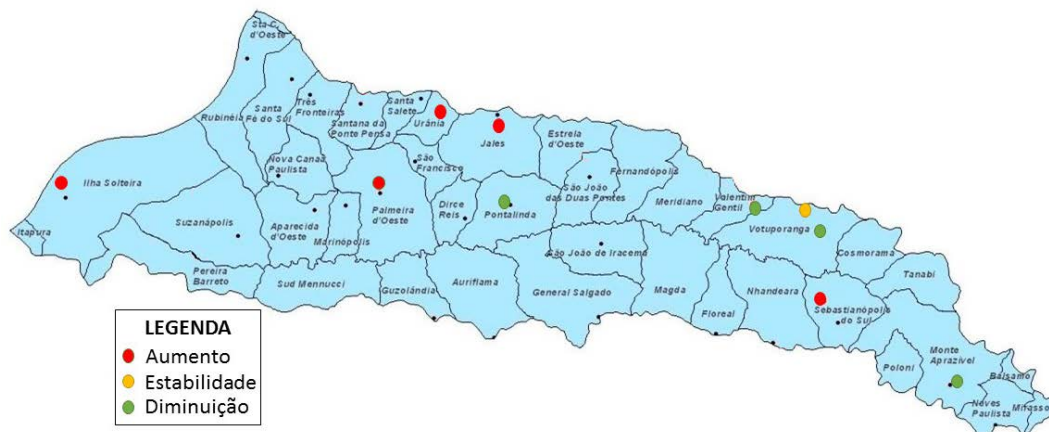 Sta C.
d'Oeste
Rubinéia
Santa
Fé do Sul
Três
Fronteiras
Santana da
Ponte Pensa
Santa
Salete
Urânia
Jales
Estrela
d'Oeste
Fernandópolis
Nova Canaã
Paulista
São
Francisco
Ilha Solteira
Palmeira
d'Oeste
Dirce
Reis
Pontalinda
São João
das Duas Pontes
Meridiano
Valentim
Gentil
Votuporanga
Cosmorama
Tanabi
Itapura
Suzanápolis
Aparecida
d'Oeste
Marinópolis
São João de Iracema
Pereira
Barreto
Sud Mennucci
Guzolândia
Auriflama
General Salgado
Magda
Floreal
Nhandeara
Sebastianópolis
do Sul
Poloni
Monte
Aprazível
Bálsamo
Neves
Paulista
Mirassol
LEGENDA
Aumento
Estabilidade
Diminuição